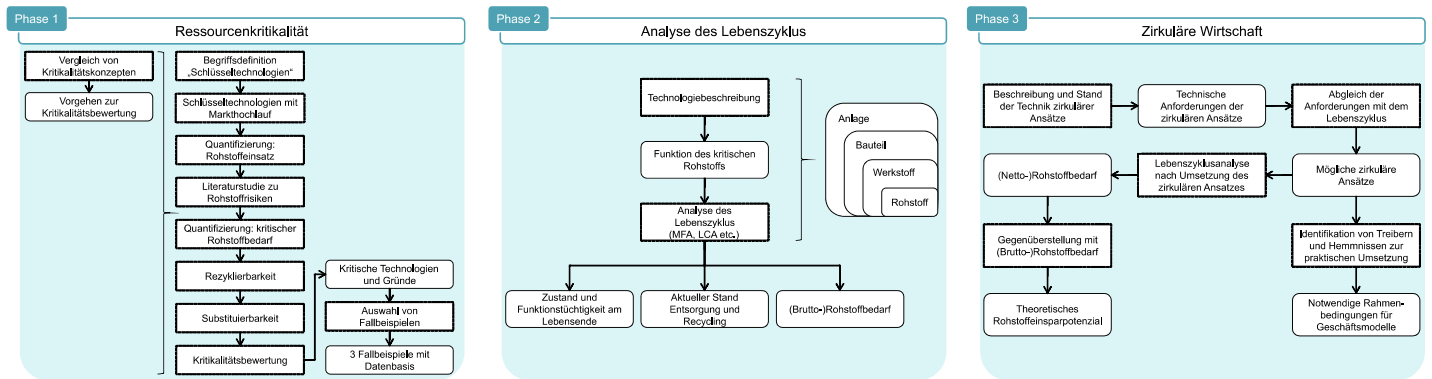 Phase 1
Ressourcenkritikalität
Vergleich von
Kritikalitätskonzepten
Vorgehen zur
Kritikalitätsbewertung
Begriffsdefinition
„Schlüsseltechnologien“
Schlüsseltechnologien mit
Markthochlauf
Quantifizierung:
Rohstoffeinsatz
Literaturstudie zu
Rohstoffrisiken
Quantifizierung: kritischer
Rohstoffbedarf
Rezyklierbarkeit
Substituierbarkeit
Kritikalitätsbewertung
Kritische Technologien
und Gründe
Auswahl von
Fallbeispielen
3 Fallbeispiele mit
Datenbasis
Phase 2
Analyse des Lebenszyklus
Technologiebeschreibung
Funktion des kritischen
Rohstoffs
Analyse des
Lebenszyklus
(MFA, LCA etc.)
Anlage
Bauteil
Werkstoff
Rohstoff
Zustand und
Funktionstüchtigkeit am
Lebensende
Aktueller Stand
Entsorgung und
Recycling
(Brutto-)Rohstoffbedarf
Phase 3
Zirkuläre Wirtschaft
Beschreibung und Stand
der Technik zirkulärer
Ansätze
Technische
Anforderungen der
zirkulären Ansätze
Abgleich der
Anforderungen mit dem
Lebenszyklus
(Netto-)Rohstoffbedarf
Lebenszyklusanalyse
nach Umsetzung des
zirkulären Ansatzes
Mögliche zirkuläre
Ansätze
Gegenüberstellung mit
(Brutto-)Rohstoffbedarf
Identifikation von Treibern
und Hemmnissen zur
praktischen Umsetzung
Theoretisches
Rohstoffeinsparpotenzial
Notwendige Rahmen-
bedingungen für
Geschäftsmodelle